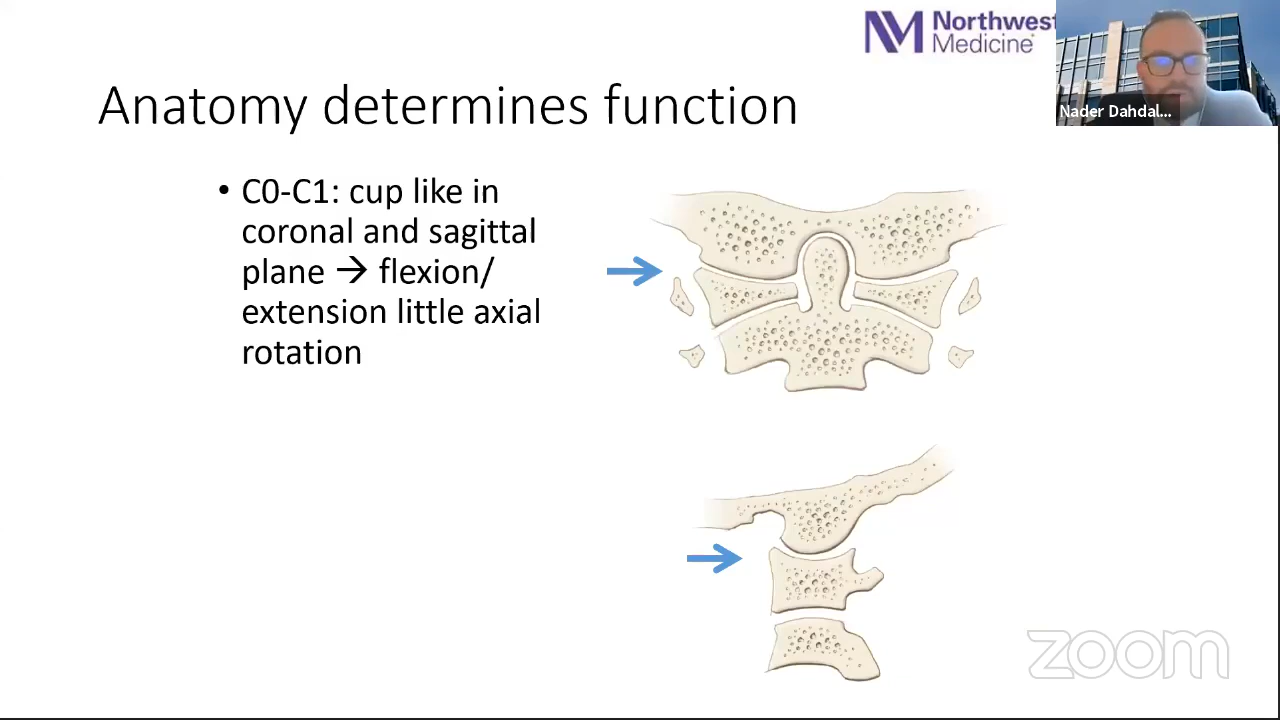 Northwest
Medicine
Nader Dahdal...
Anatomy determines function
• C0-C1: cup like in
coronal and sagittal
plane → flexion/
extension little axial
rotation
zoom